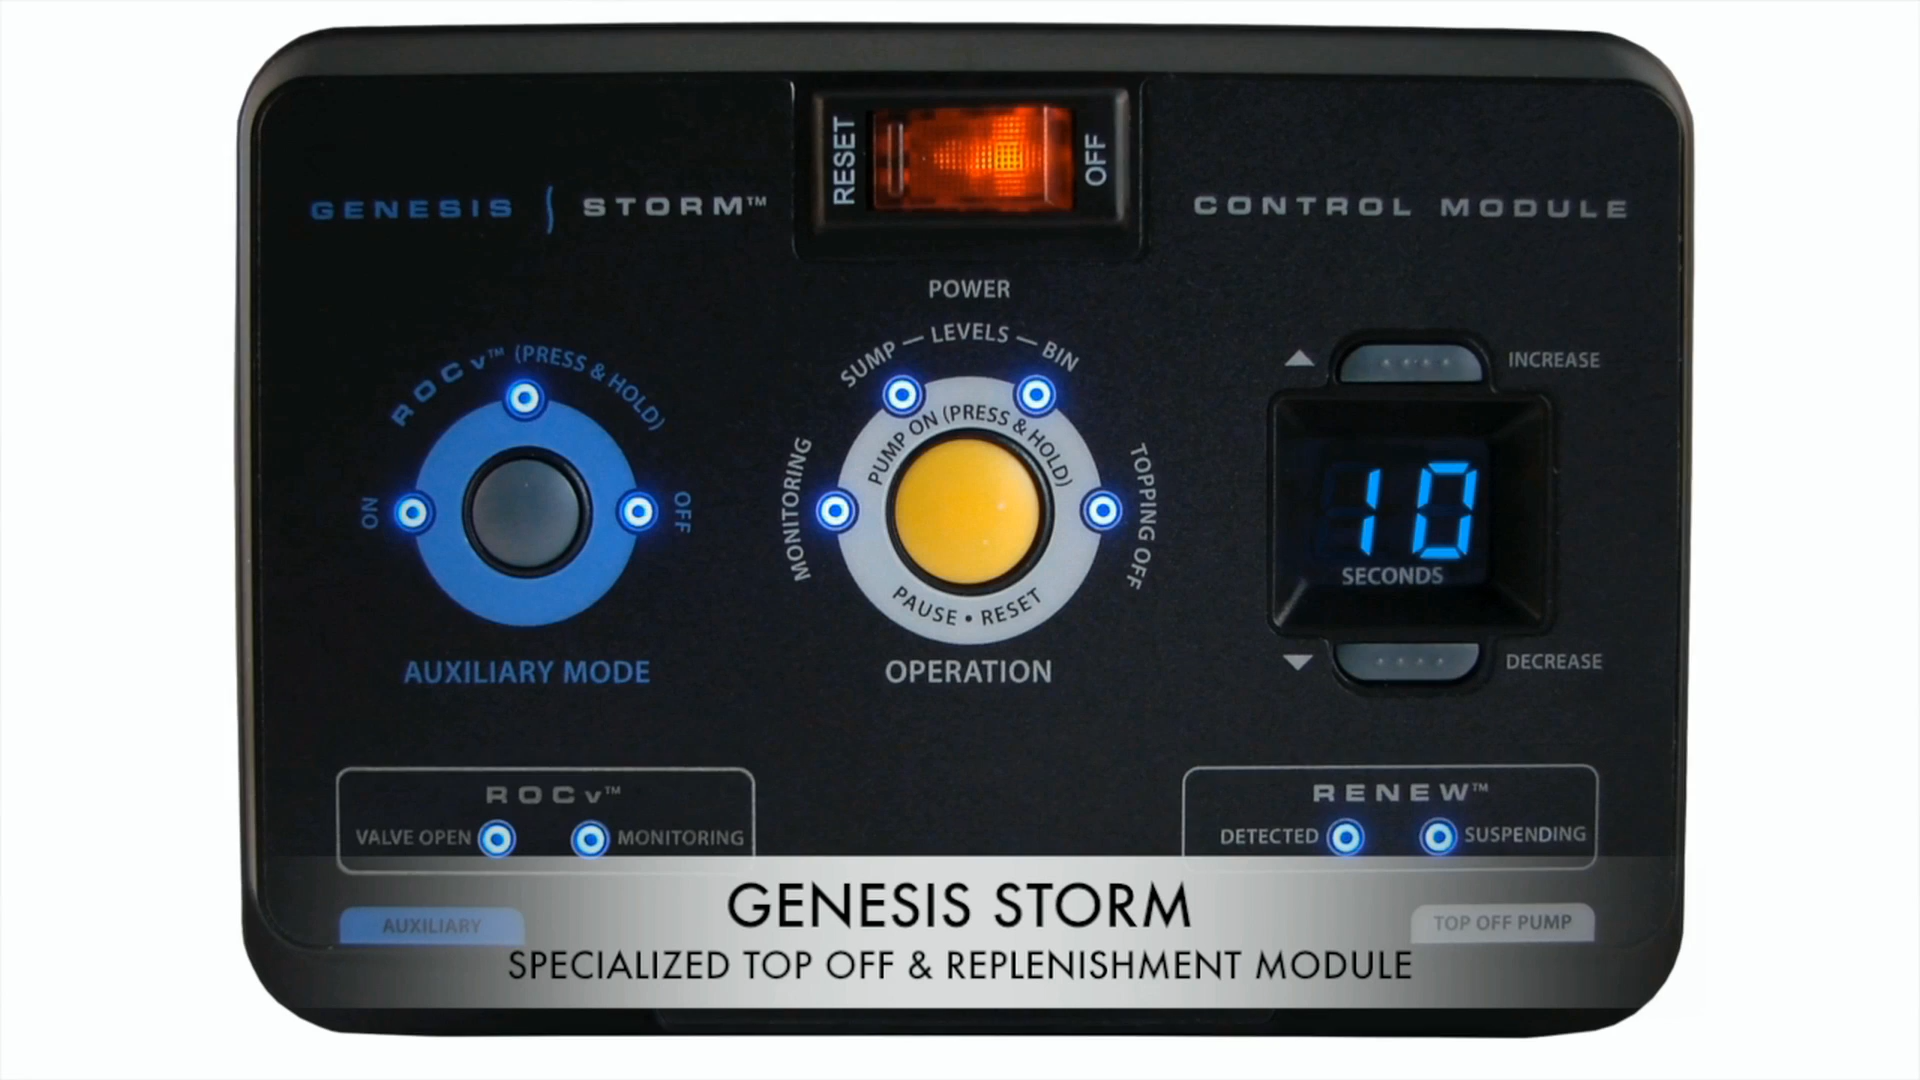 RESET
OFF
GENESIS STORM™
CONTROL MODULE
POWER
ROCv™ (PRESS & HOLD)
ON
OFF
AUXILIARY MODE
SUMP — LEVELS — BIN
MONITORING
TOPPING OFF
PUMP ON (PRESS & HOLD)
PAUSE • RESET
OPERATION
INCREASE
10
SECONDS
DECREASE
ROCv™
VALVE OPEN
MONITORING
RENEW™
DETECTED
SUSPENDING
AUXILIARY
TOP OFF PUMP
GENESIS STORM
SPECIALIZED TOP OFF & REPLENISHMENT MODULE